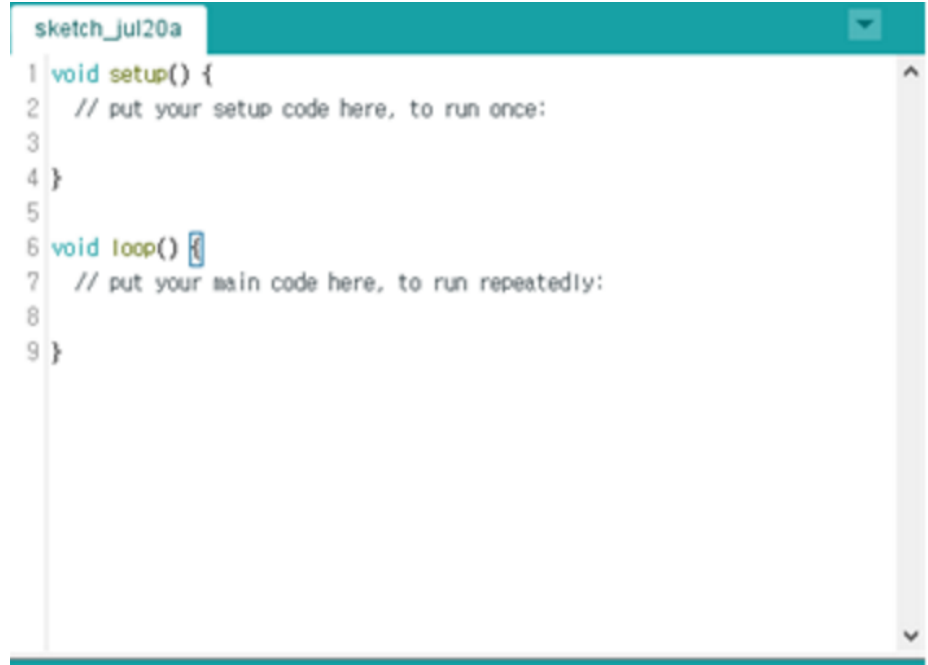 sketch_jul20a
1 void setup() {
2 // put your setup code here, to run once:
3
4 }
5
6 void loop() {
7 // put your main code here, to run repeatedly:
8
9 }